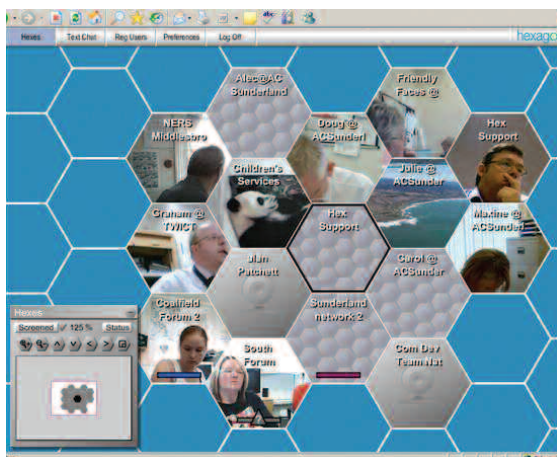 Hexes
Text Chat
Reg Users
Preferences
Log Off
hexago
Alec@AC
Sunderland
Friendly
Faces @
NERS
Middlesbro
Doug @
ACSunderl
Hex
Support
Children's
Services
Julie @
ACSunder
Graham @
TWICT
Hex
Support
Maxine @
ACSunderl
Alan
Patchett
Carol @
ACSunder
Coalfield
Forum 2
Sunderland
network 2
South
Forum
Com Dev
Team Nat
Hexes
Screened
125 %
Status